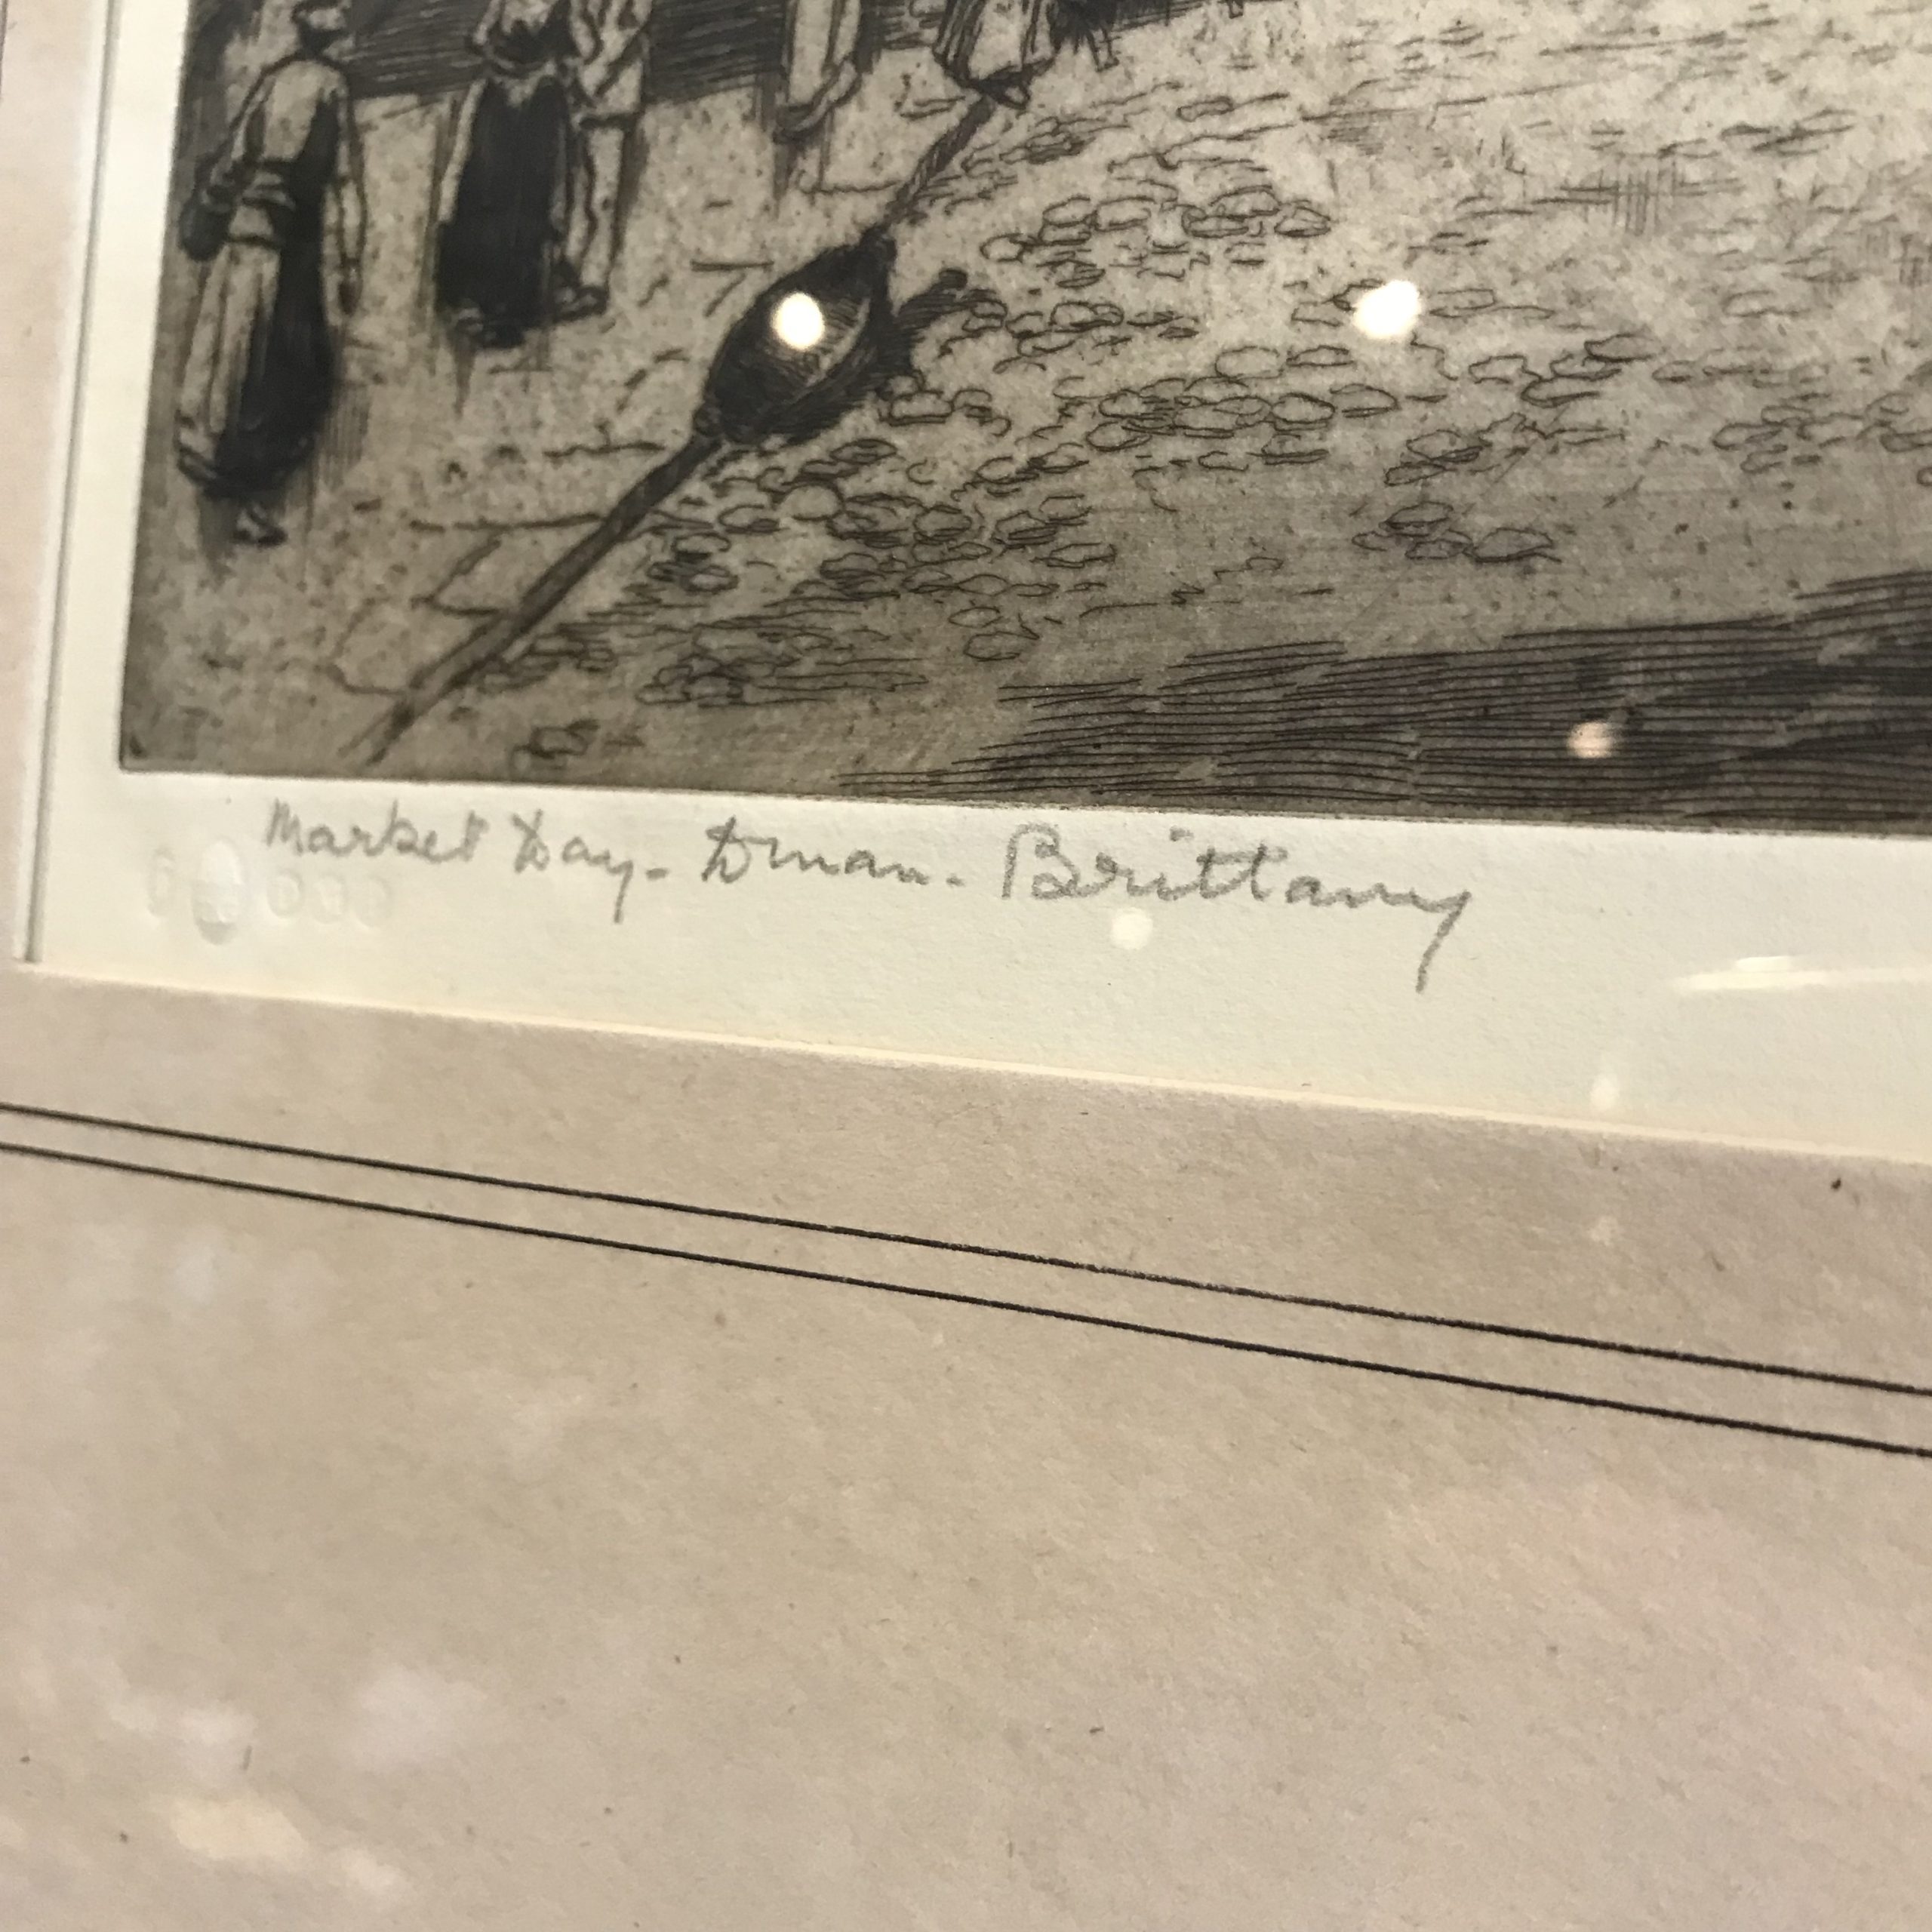 Market Day - Dinan - Brittany